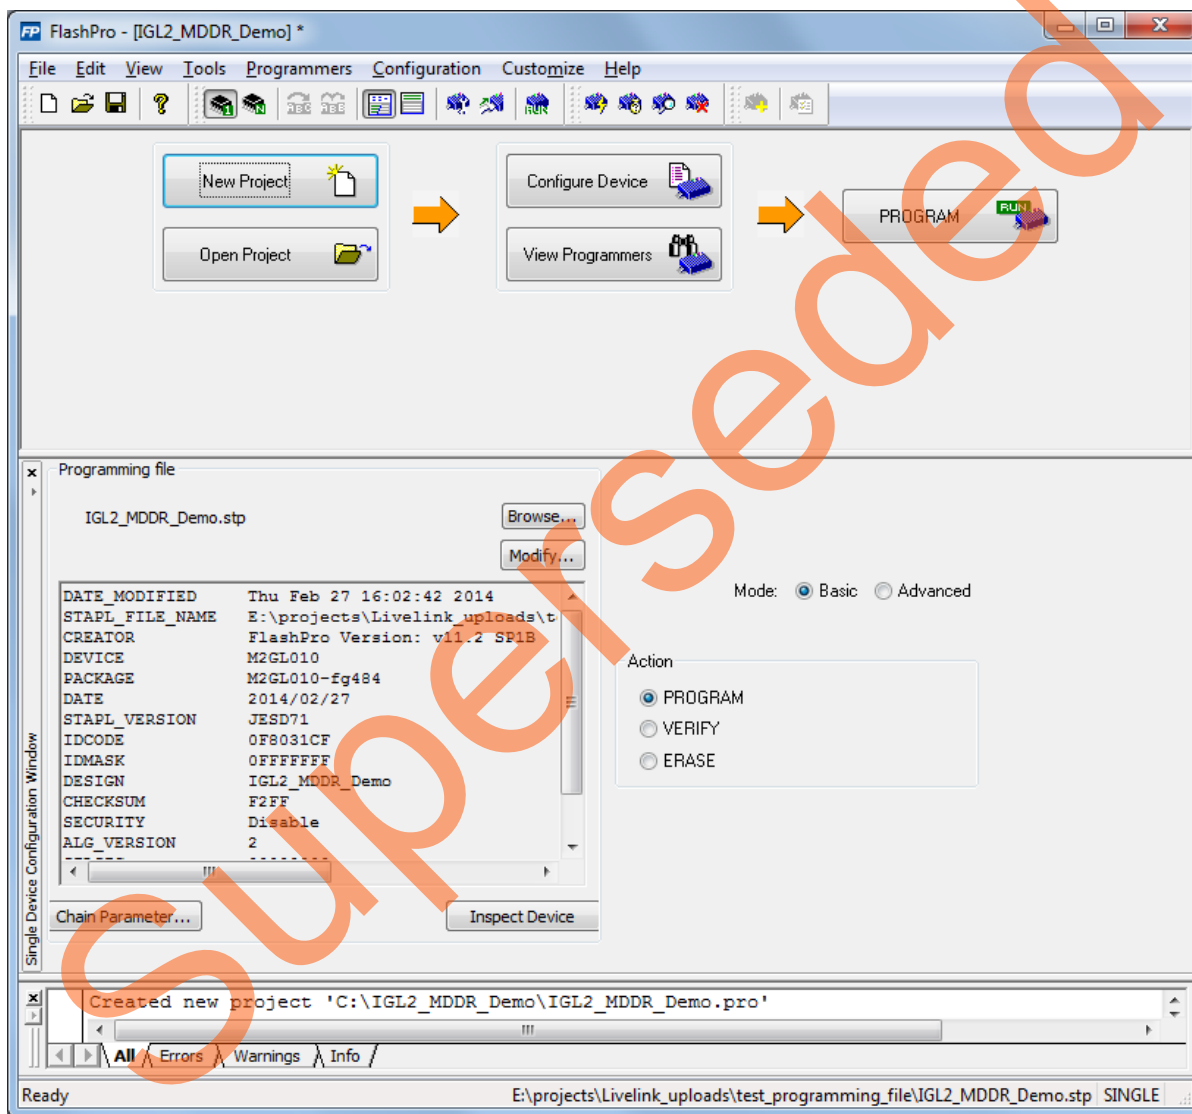 FP FlashPro - [IGL2_MDDR_Demo] *
File Edit View Tools Programmers Configuration Customize Help
New Project
Configure Device
PROGRAM
RUN
Open Project
View Programmers
Programming file
IGL2_MDDR_Demo.stp
Browse...
Modify...
DATE_MODIFIED Thu Feb 27 16:02:42 2014
STAPL_FILE_NAME E:\projects\Livelink_uploads\t
CREATOR FlashPro Version: v11.2 SP1B
DEVICE M2GL010
PACKAGE M2GL010-fg484
DATE 2014/02/27
STAPL_VERSION JESD71
IDCODE 0F8031CF
IDMASK 0FFFFFFF
DESIGN IGL2_MDDR_Demo
CHECKSUM F2FF
SECURITY Disable
ALG_VERSION 2
Mode: Basic Advanced
Action
PROGRAM
VERIFY
ERASE
Chain Parameter...
Inspect Device
Single Device Configuration Window
Created new project 'C:\IGL2_MDDR_Demo\IGL2_MDDR_Demo.pro'
All Errors Warnings Info
Ready
E:\projects\Livelink_uploads\test_programming_file\IGL2_MDDR_Demo.stp SINGLE
Superseded